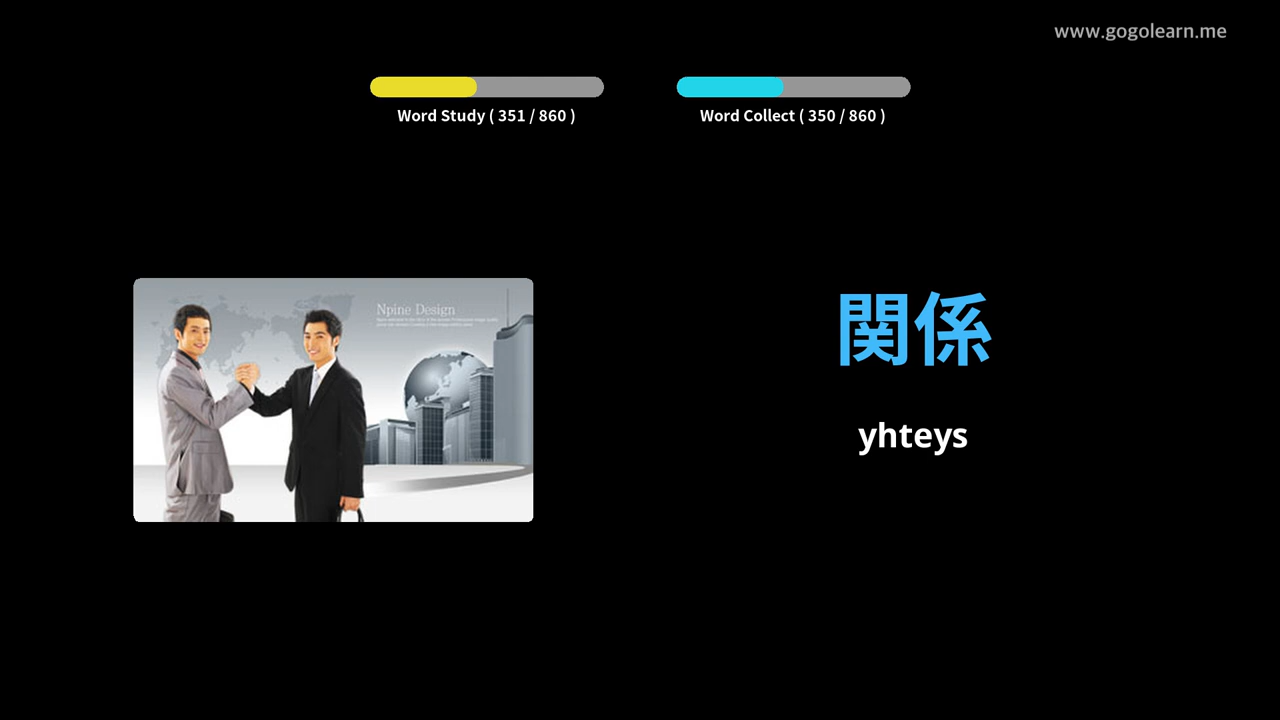 www.gogolearn.me
Word Study ( 351 / 860 )
Word Collect ( 350 / 860 )
Npine Design
関係
yhteys